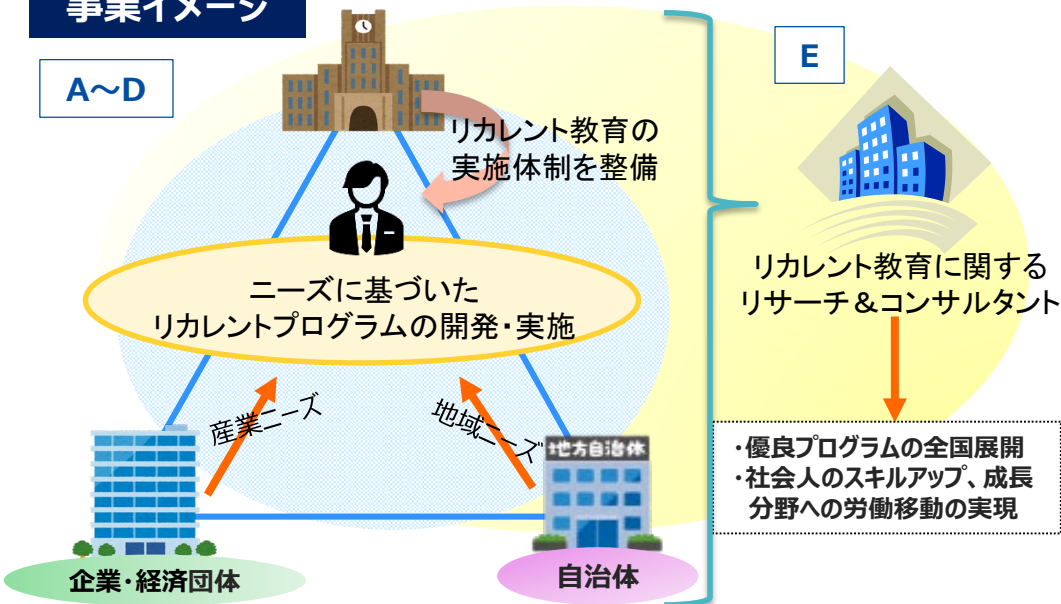 事業イメージ
A~D
E
リカレント教育の
実施体制を整備
ニーズに基づいた
リカレントプログラムの開発・実施
産業ニーズ
地域ニーズ
地方自治体
企業・経済団体
自治体
リカレント教育に関する
リサーチ&コンサルタント
・優良プログラムの全国展開
・社会人のスキルアップ、成長
分野への労働移動の実現